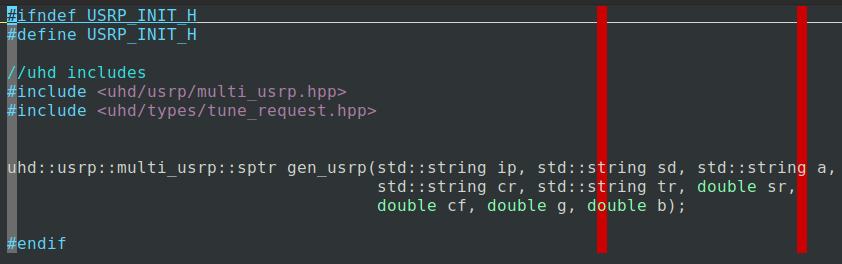 #ifndef USRP_INIT_H
#define USRP_INIT_H
//uhd includes
#include <uhd/usrp/multi_usrp.hpp>
#include <uhd/types/tune_request.hpp>
uhd::usrp::multi_usrp::sptr gen_usrp(std::string ip, std::string sd, std::string a,
std::string cr, std::string tr, double sr,
double cf, double g, double b);
#endif